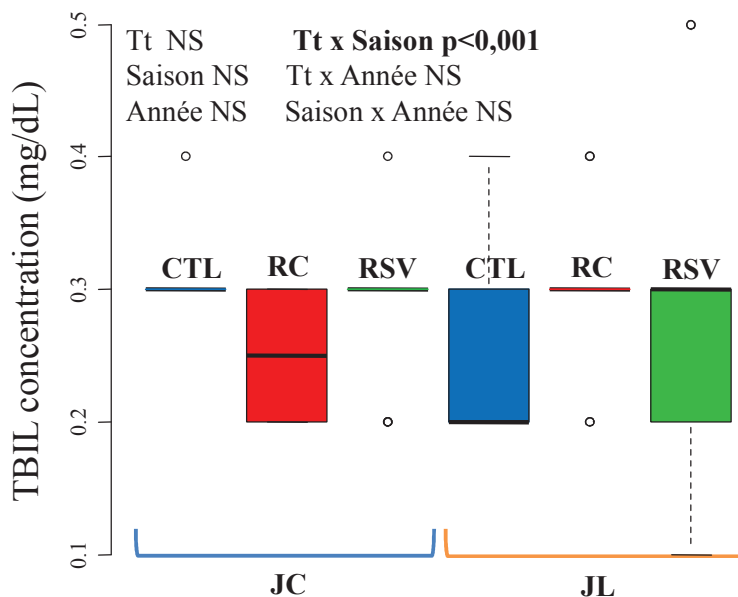 Tt NS Tt x Saison p<0,001
Saison NS Tt x Année NS
Année NS Saison x Année NS
TBIL concentration (mg/dL)
0.5
0.4
0.3
0.2
0.1
CTL RC RSV CTL RC RSV
JC JL